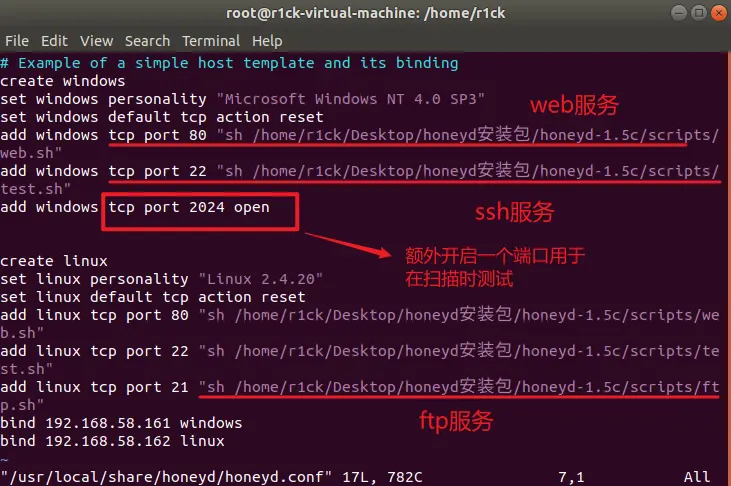 root@r1ck-virtual-machine: /home/r1ck
File Edit View Search Terminal Help
# Example of a simple host template and its binding
create windows
set windows personality "Microsoft Windows NT 4.0 SP3"
set windows default tcp action reset
web服务
add windows tcp port 80 "sh /home/r1ck/Desktop/honeyd安装包/honeyd-1.5c/scripts/
web.sh"
add windows tcp port 22 "sh /home/r1ck/Desktop/honeyd安装包/honeyd-1.5c/scripts/
test.sh"
add windows tcp port 2024 open
ssh服务
额外开启一个端口用于
在扫描时测试
create linux
set linux personality "Linux 2.4.20"
set linux default tcp action reset
add linux tcp port 80 "sh /home/r1ck/Desktop/honeyd安装包/honeyd-1.5c/scripts/we
b.sh"
add linux tcp port 22 "sh /home/r1ck/Desktop/honeyd安装包/honeyd-1.5c/scripts/te
st.sh"
add linux tcp port 21 "sh /home/r1ck/Desktop/honeyd安装包/honeyd-1.5c/scripts/ft
p.sh"
ftp服务
bind 192.168.58.161 windows
bind 192.168.58.162 linux
~
"/usr/local/share/honeyd/honeyd.conf" 17L, 782C 7,1 All